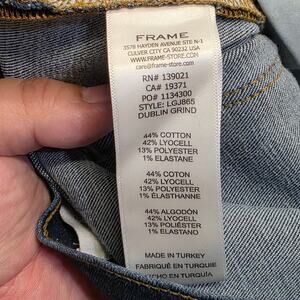 FRAME
3578 HAYDEN AVENUE STE N-1
CULVER CITY CA 90232 USA
WWW.FRAME-STORE.COM
care@frame-store.com
RN# 139021
CA# 19371
PO# 1134300
STYLE: LGJ865
DUBLIN GRIND
44% COTTON
42% LYOCELL
13% POLYESTER
1% ELASTANE
44% COTON
42% LYOCELL
13% POLYESTER
1% ÉLASTHANNE
44% ALGODÓN
42% LYOCELL
13% POLIÉSTER
1% ELASTANO
MADE IN TURKEY
FABRIQUÉ EN TURQUIE
HECHO EN TURQUÍA